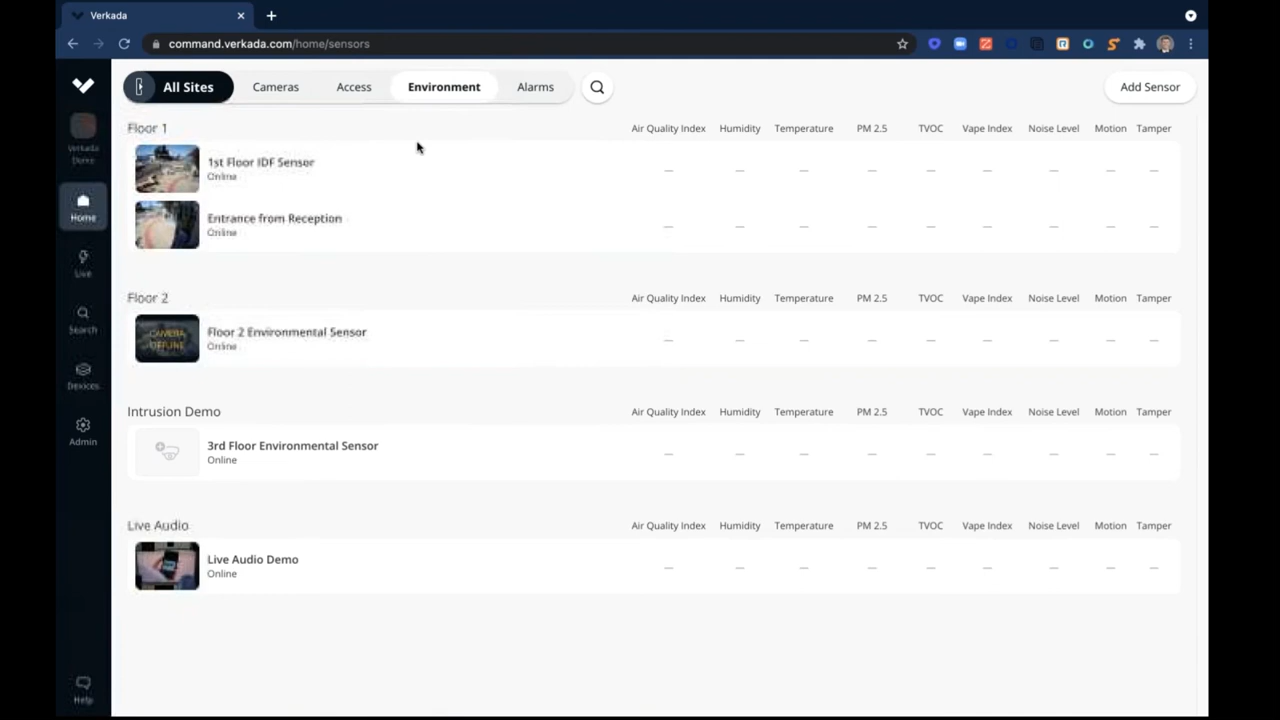 Verkada
command.verkada.com/home/sensors
All Sites Cameras Access Environment Alarms Add Sensor
Verkada
Demo
Home
Live
Search
Devices
Admin
Help
Floor 1 Air Quality Index Humidity Temperature PM 2.5 TVOC Vape Index Noise Level Motion Tamper
1st Floor IDF Sensor
Online
— — — — — — — — —
Entrance from Reception
Online
— — — — — — — — —
Floor 2 Air Quality Index Humidity Temperature PM 2.5 TVOC Vape Index Noise Level Motion Tamper
CAMERA
OFFLINE
Floor 2 Environmental Sensor
Online
— — — — — — — — —
Intrusion Demo Air Quality Index Humidity Temperature PM 2.5 TVOC Vape Index Noise Level Motion Tamper
3rd Floor Environmental Sensor
Online
— — — — — — — — —
Live Audio Air Quality Index Humidity Temperature PM 2.5 TVOC Vape Index Noise Level Motion Tamper
Live Audio Demo
Online
— — — — — — — — —